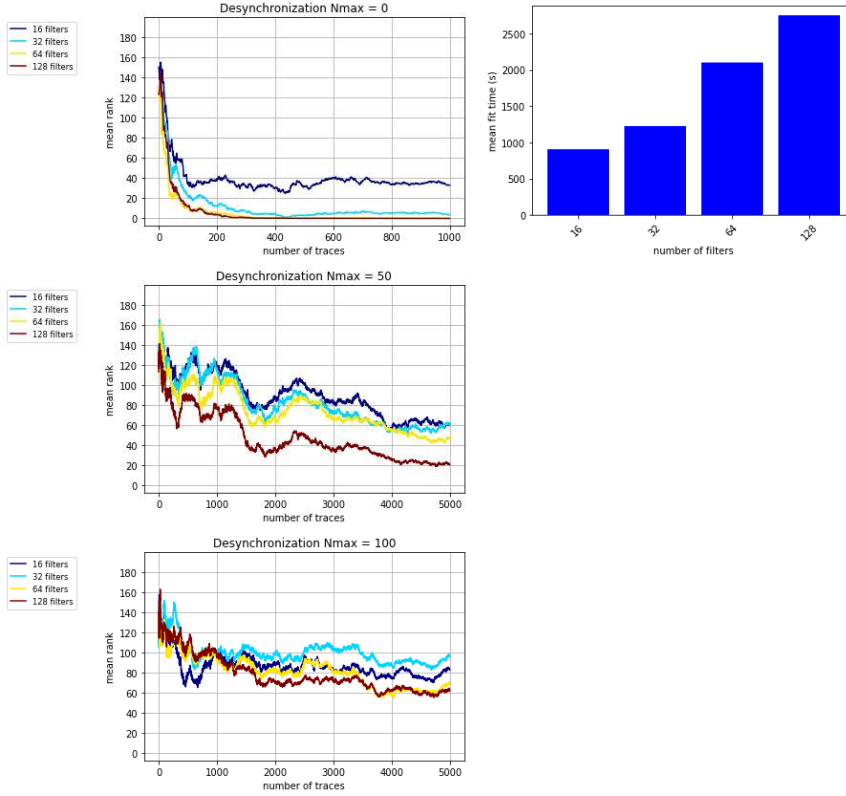 Desynchronization Nmax = 0
16 filters
32 filters
64 filters
128 filters
mean rank
180
160
140
120
100
80
60
40
20
0
0 200 400 600 800 1000
number of traces
mean fit time (s)
2500
2000
1500
1000
500
0
16 32 64 128
number of filters
Desynchronization Nmax = 50
16 filters
32 filters
64 filters
128 filters
mean rank
180
160
140
120
100
80
60
40
20
0
0 1000 2000 3000 4000 5000
number of traces
Desynchronization Nmax = 100
16 filters
32 filters
64 filters
128 filters
mean rank
180
160
140
120
100
80
60
40
20
0
0 1000 2000 3000 4000 5000
number of traces